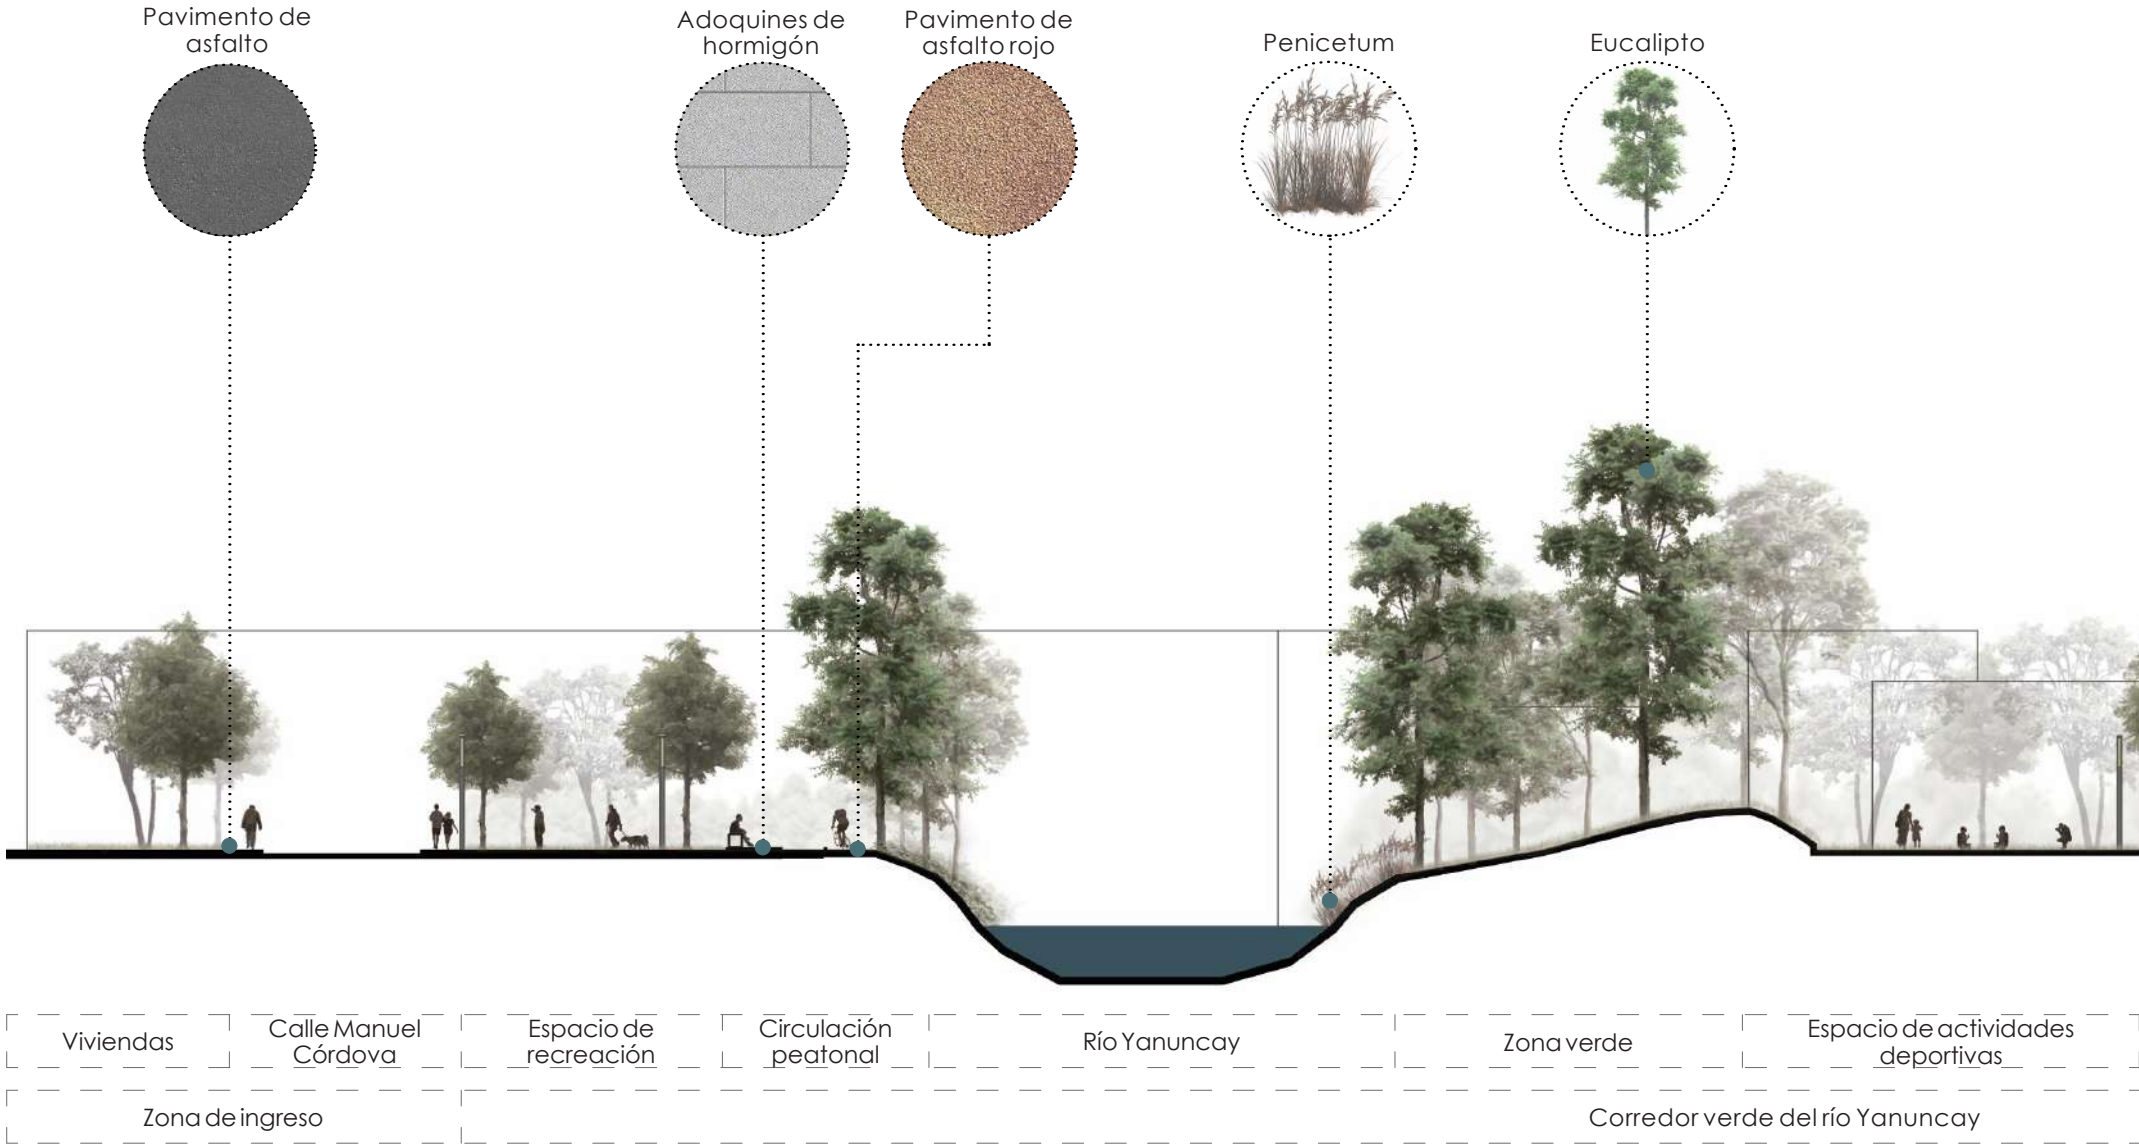 Pavimento de
asfalto
Adoquines de
hormigón
Pavimento de
asfalto rojo
Penicetum
Eucalipto
Viviendas
Calle Manuel
Córdova
Espacio de
recreación
Circulación
peatonal
Río Yanuncay
Zona verde
Espacio de actividades
deportivas
Zona de ingreso
Corredor verde del río Yanuncay